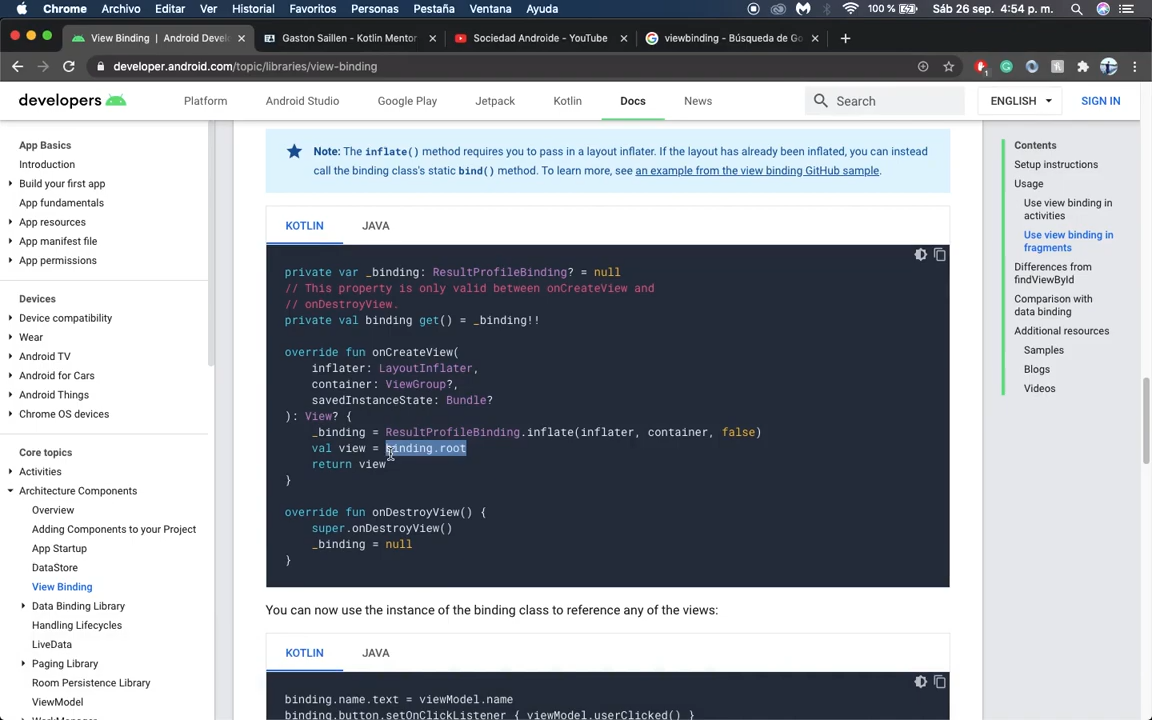 Chrome Archivo Editar Ver Historial Favoritos Personas Pestaña Ventana Ayuda 100 % Sáb 26 sep. 4:54 p. m.
View Binding | Android Devel
Gaston Saillen - Kotlin Mentor
Sociedad Androide - YouTube
viewbinding - Búsqueda de Go
developer.android.com/topic/libraries/view-binding
developers Platform Android Studio Google Play Jetpack Kotlin Docs News Search ENGLISH SIGN IN
App Basics
Introduction
Build your first app
App fundamentals
App resources
App manifest file
App permissions
Devices
Device compatibility
Wear
Android TV
Android for Cars
Android Things
Chrome OS devices
Core topics
Activities
Architecture Components
Overview
Adding Components to your Project
App Startup
DataStore
View Binding
Data Binding Library
Handling Lifecycles
LiveData
Paging Library
Room Persistence Library
ViewModel
WorkManager
Note: The inflate() method requires you to pass in a layout inflater. If the layout has already been inflated, you can instead
call the binding class's static bind() method. To learn more, see an example from the view binding GitHub sample.
KOTLIN JAVA
private var _binding: ResultProfileBinding? = null
// This property is only valid between onCreateView and
// onDestroyView.
private val binding get() = _binding!!
override fun onCreateView(
inflater: LayoutInflater,
container: ViewGroup?,
savedInstanceState: Bundle?
): View? {
_binding = ResultProfileBinding.inflate(inflater, container, false)
val view = binding.root
return view
}
override fun onDestroyView() {
super.onDestroyView()
_binding = null
}
You can now use the instance of the binding class to reference any of the views:
KOTLIN JAVA
binding.name.text = viewModel.name
binding.button.setOnClickListener { viewModel.userClicked() }
Contents
Setup instructions
Usage
Use view binding in
activities
Use view binding in
fragments
Differences from
findViewById
Comparison with
data binding
Additional resources
Samples
Blogs
Videos